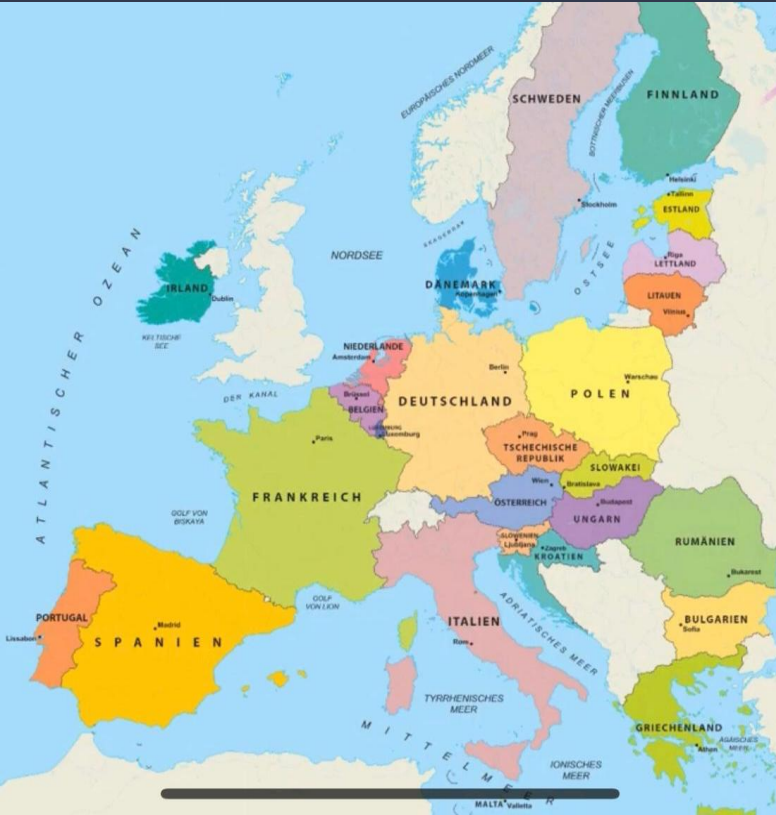 EUROPÄISCHES NORDMEER
SCHWEDEN
FINNLAND
BOTTNISCHER MEERBUSEN
Helsinki
Tallinn
Stockholm
ESTLAND
SKAGERRAK
NORDSEE
OSTSEE
Riga
LETTLAND
DÄNEMARK
IRLAND
Dublin
LITAUEN
Vilnius
KELTISCHE
SEE
ATLANTISCHER OZEAN
NIEDERLANDE
Amsterdam
Berlin
Warschau
DER KANAL
Brüssel
BELGIEN
DEUTSCHLAND
POLEN
Luxemburg
Paris
Prag
TSCHECHISCHE
REPUBLIK
SLOWAKEI
Wien
Bratislava
FRANKREICH
ÖSTERREICH
Budapest
UNGARN
GOLF VON
BISKAYA
SLOWENIEN
Ljubljana
Zagreb
KROATIEN
RUMÄNIEN
Bukarest
GOLF
VON LION
ADRIATISCHES MEER
PORTUGAL
Lissabon
Madrid
SPANIEN
ITALIEN
Rom
BULGARIEN
Sofia
TYRRHENISCHES
MEER
MITTELMEER
GRIECHENLAND
Athen
ÄGÄISCHES
MEER
IONISCHES
MEER
MALTA
Valletta